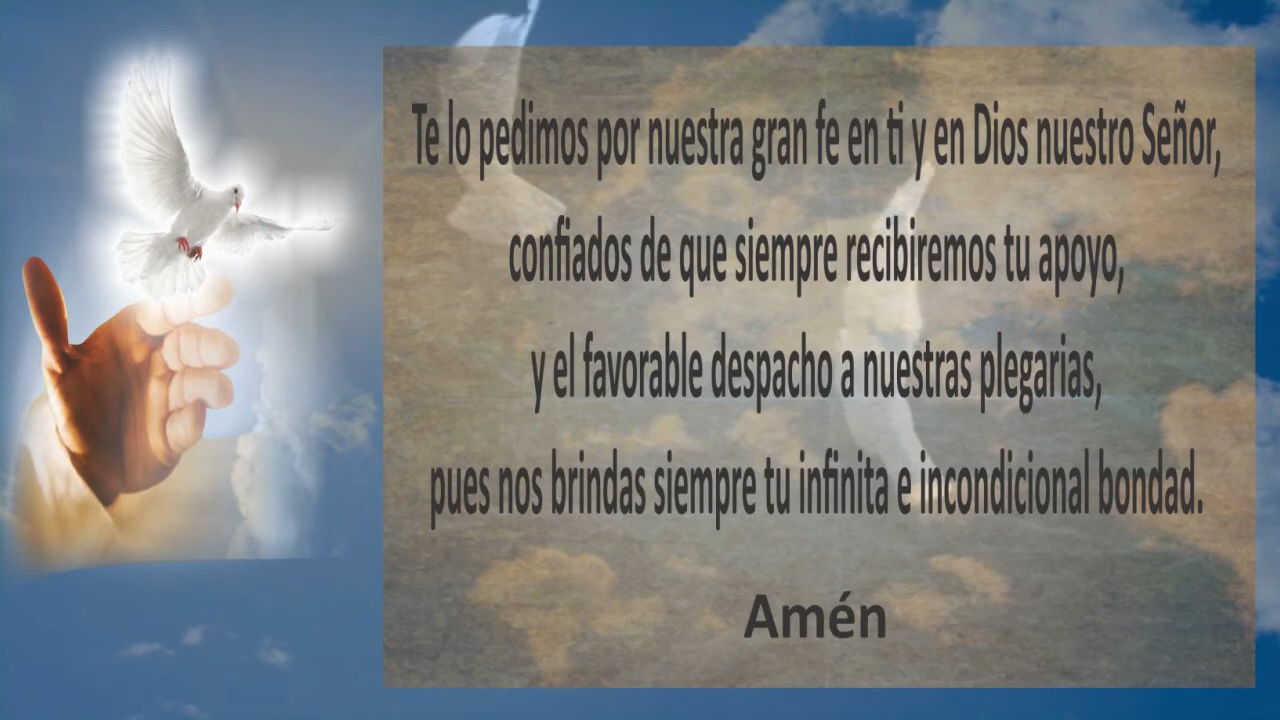 Te lo pedimos por nuestra gran fe en ti y en Dios nuestro Señor,
confiados de que siempre recibiremos tu apoyo,
y el favorable despacho a nuestras plegarias,
pues nos brindas siempre tu infinita e incondicional bondad.
Amén